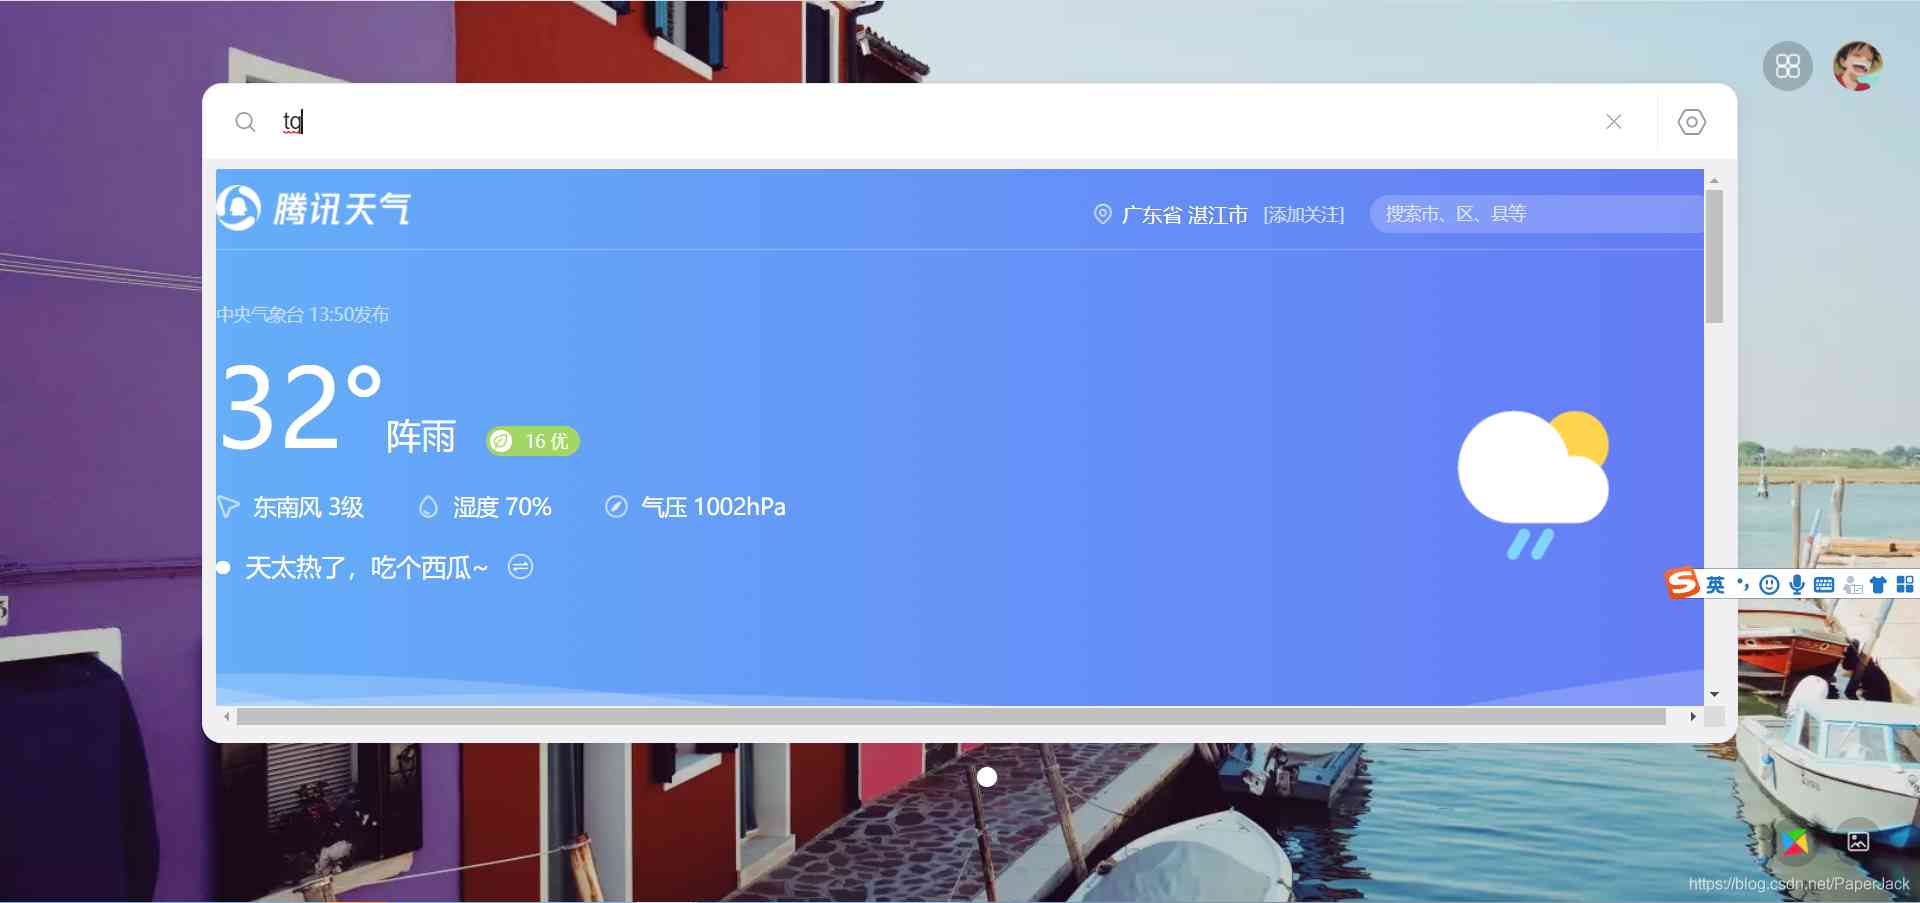 tq
腾讯天气
广东省 湛江市 [添加关注] 搜索市、区、县等
中央气象台 13:50发布
32°
阵雨
16 优
东南风 3级 湿度 70% 气压 1002hPa
天太热了，吃个西瓜~
英
https://blog.csdn.net/PaperJack